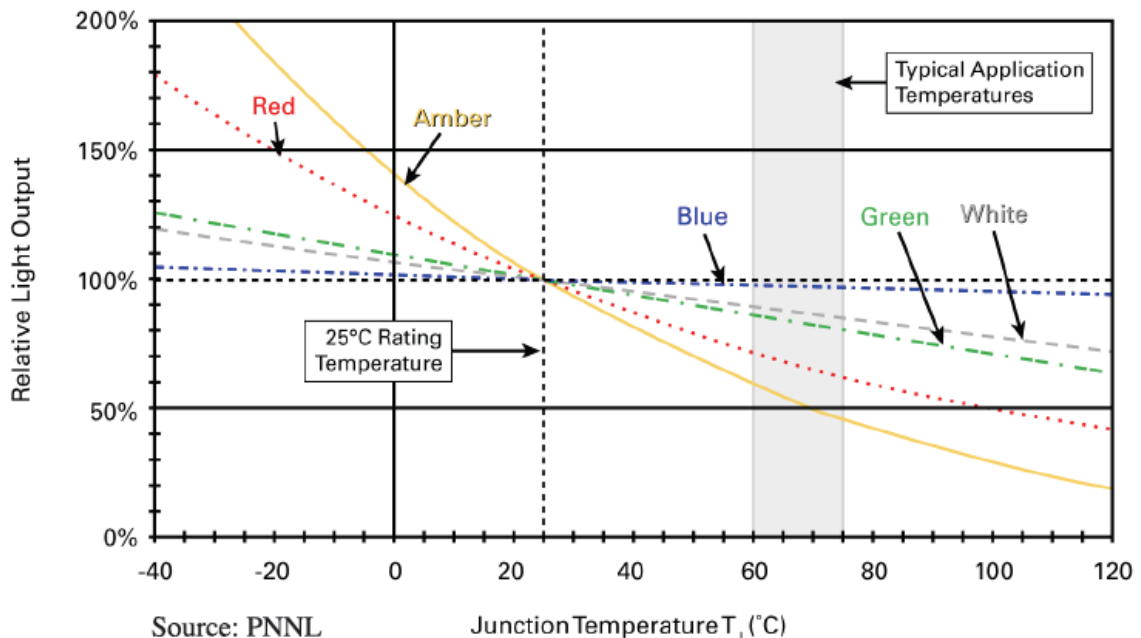 200%
150%
100%
50%
0%
Relative Light Output
Red
Amber
Blue
Green
White
Typical Application
Temperatures
25°C Rating
Temperature
-40
-20
0
20
40
60
80
100
120
Source: PNNL
Junction Temperature T (°C)